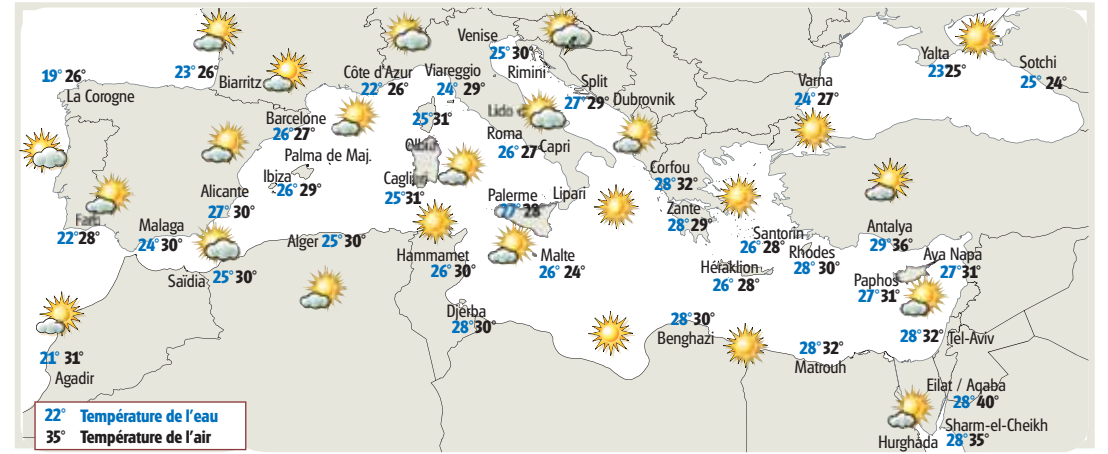 Venise
25° 30°
Rimini
Yalta
23 25°
Sotchi
25° 24°
19° 26°
La Corogne
23° 26°
Biarritz
Côte d'Azur
22° 26°
Viareggio
24° 29°
Split
27° 29°
Dubrovnik
Varna
24° 27°
Barcelone
26° 27°
25° 31°
Lido
Roma
26° 27°
Capri
Palma de Maj.
Ibiza
26° 29°
Cagliari
25° 31°
Corfou
28° 32°
Alicante
27° 30°
Palerme
27° 28°
Lipari
Zante
28° 29°
Faro
22° 28°
Malaga
24° 30°
Alger 25° 30°
Santorin
26° 28°
Antalya
29° 36°
Saïdia 25° 30°
Hammamet
26° 30°
Malte
26° 24°
Héraklion
26° 28°
Rhodes
28° 30°
Ava Napa
27° 31°
Paphos
27° 31°
Djerba
28° 30°
28° 30°
Benghazi
28° 32°
Matrouh
28° 32°
Tel-Aviv
21° 31°
Agadir
Eilat / Aqaba
28° 40°
Sharm-el-Cheikh
28° 35°
Hurghada
22° Température de l'eau
35° Température de l'air